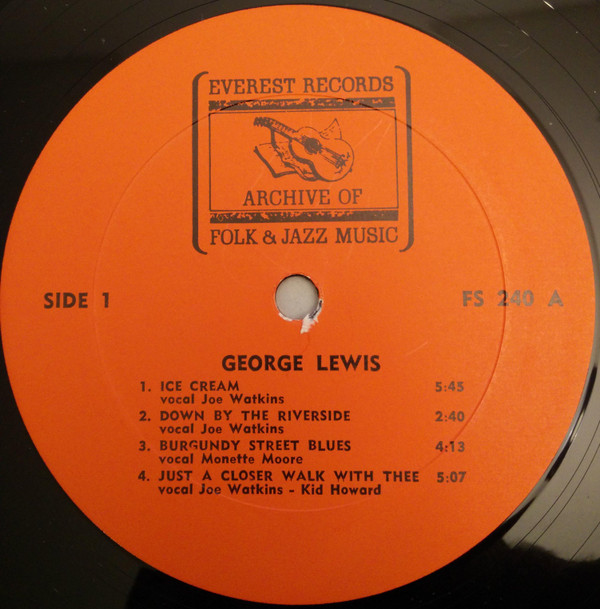 EVEREST RECORDS
ARCHIVE OF
FOLK & JAZZ MUSIC
SIDE 1
FS 240 A
GEORGE LEWIS
1. ICE CREAM 5:45
vocal Joe Watkins
2. DOWN BY THE RIVERSIDE 2:40
vocal Joe Watkins
3. BURGUNDY STREET BLUES 4:13
vocal Monette Moore
4. JUST A CLOSER WALK WITH THEE 5:07
vocal Joe Watkins - Kid Howard